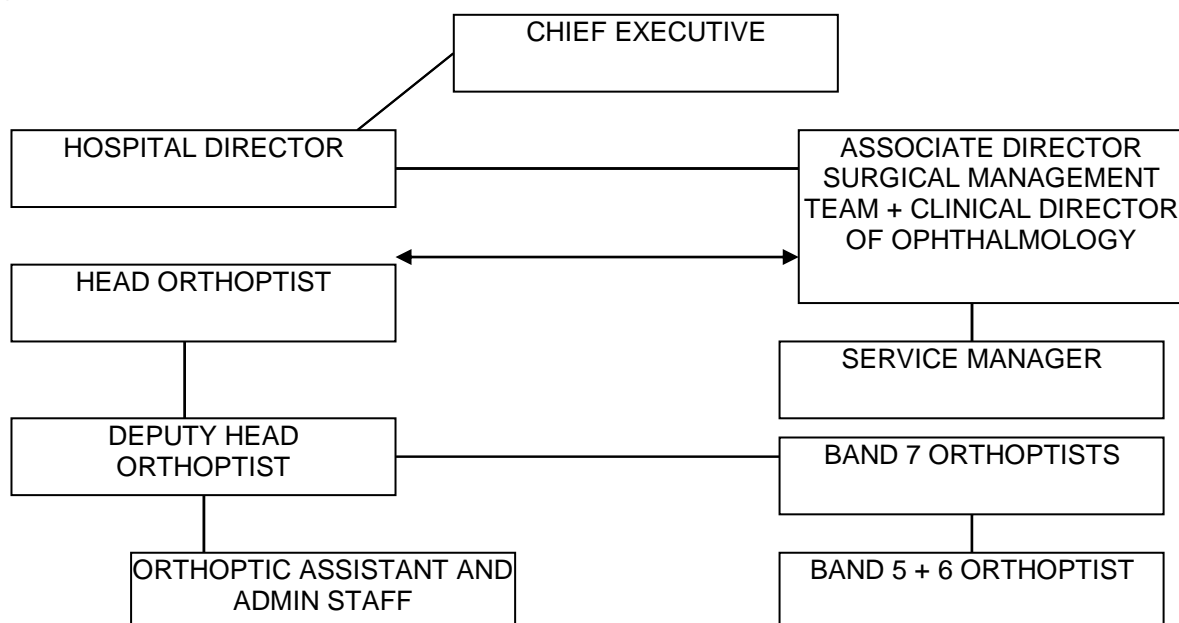 CHIEF EXECUTIVE
HOSPITAL DIRECTOR
ASSOCIATE DIRECTOR
SURGICAL MANAGEMENT
TEAM + CLINICAL DIRECTOR
OF OPHTHALMOLOGY
HEAD ORTHOPTIST
SERVICE MANAGER
DEPUTY HEAD
ORTHOPTIST
BAND 7 ORTHOPTISTS
ORTHOPTIC ASSISTANT AND
ADMIN STAFF
BAND 5 + 6 ORTHOPTIST